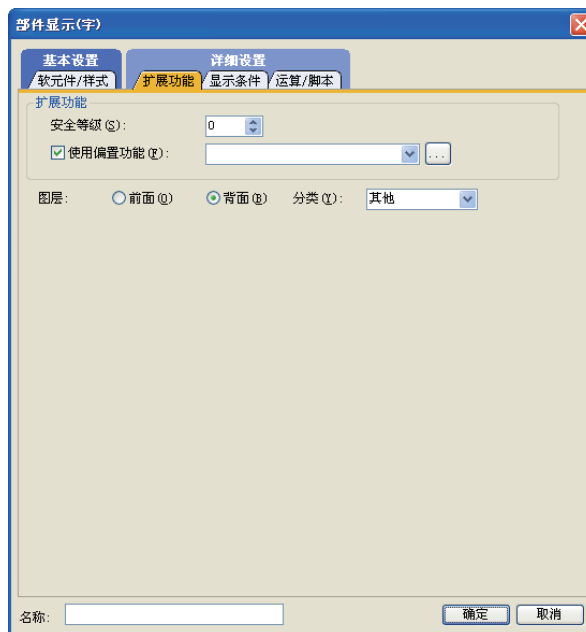 部件显示(字)
基本设置 详细设置
软元件/样式 扩展功能 显示条件 运算/脚本
扩展功能
安全等级(S): 0
使用偏置功能(F): ...
图层: 前面(O) 背面(B) 分类(Y): 其他
名称: 确定 取消